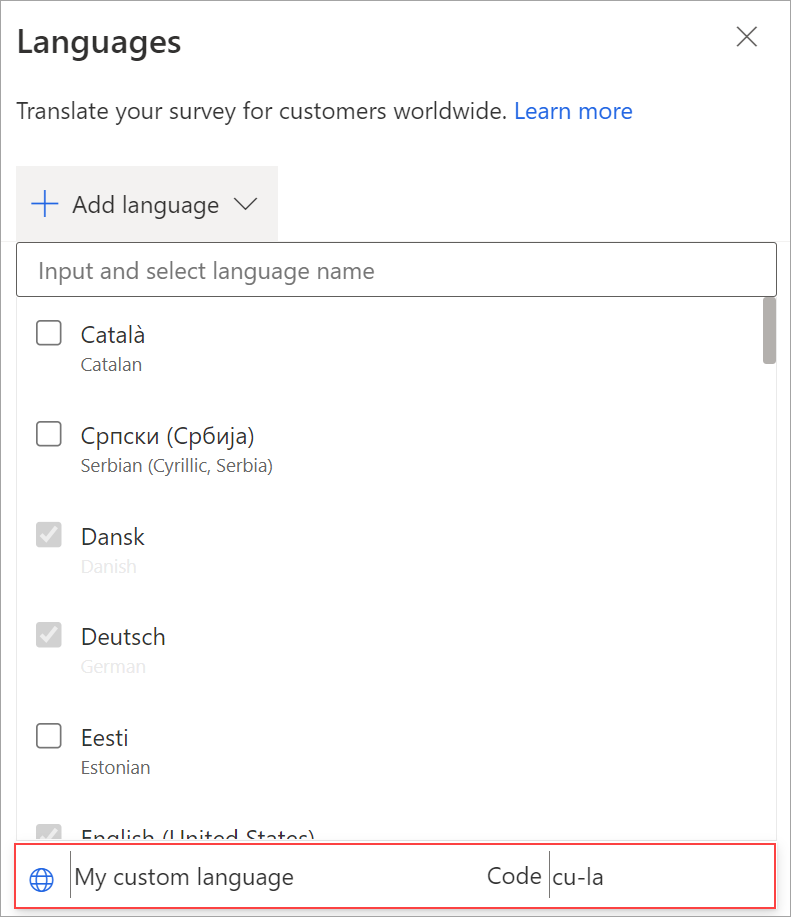 Languages
Translate your survey for customers worldwide. Learn more
Add language
Input and select language name
Català
Catalan
Српски (Србија)
Serbian (Cyrillic, Serbia)
Dansk
Danish
Deutsch
German
Eesti
Estonian
English (United States)
My custom language Code cu-la